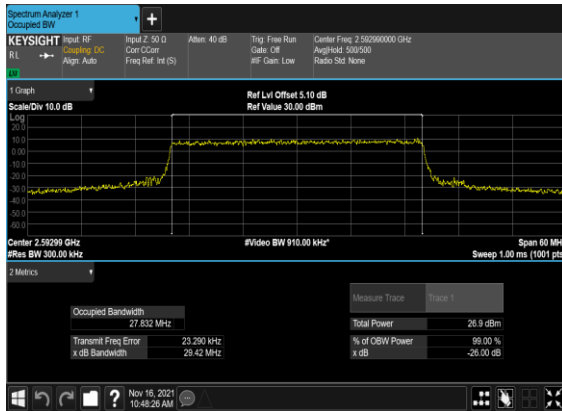 Spectrum Analyzer 1
Occupied BW
KEYSIGHT Input: RF Input Z: 50 Ω Atten: 40 dB Trig: Free Run Center Freq: 2.592990000 GHz
RL Coupling: DC Corr CCorr Gate: Off Avg|Hold: 500/500
Align: Auto Freq Ref: Int (S) #IF Gain: Low Radio Std: None
LXI
1 Graph Ref Lvl Offset 5.10 dB
Scale/Div 10.0 dB Ref Value 30.00 dBm
Log
20.0
10.0
0.00
-10.0
-20.0
-30.0
-40.0
-50.0
-60.0
Center 2.59299 GHz #Video BW 910.00 kHz* Span 60 MH
#Res BW 300.00 kHz Sweep 1.00 ms (1001 pts
2 Metrics
Measure Trace Trace 1
Occupied Bandwidth
27.832 MHz Total Power 26.9 dBm
Transmit Freq Error 23.290 kHz % of OBW Power 99.00 %
x dB Bandwidth 29.42 MHz x dB -26.00 dB
? Nov 16, 2021
10:48:26 AM